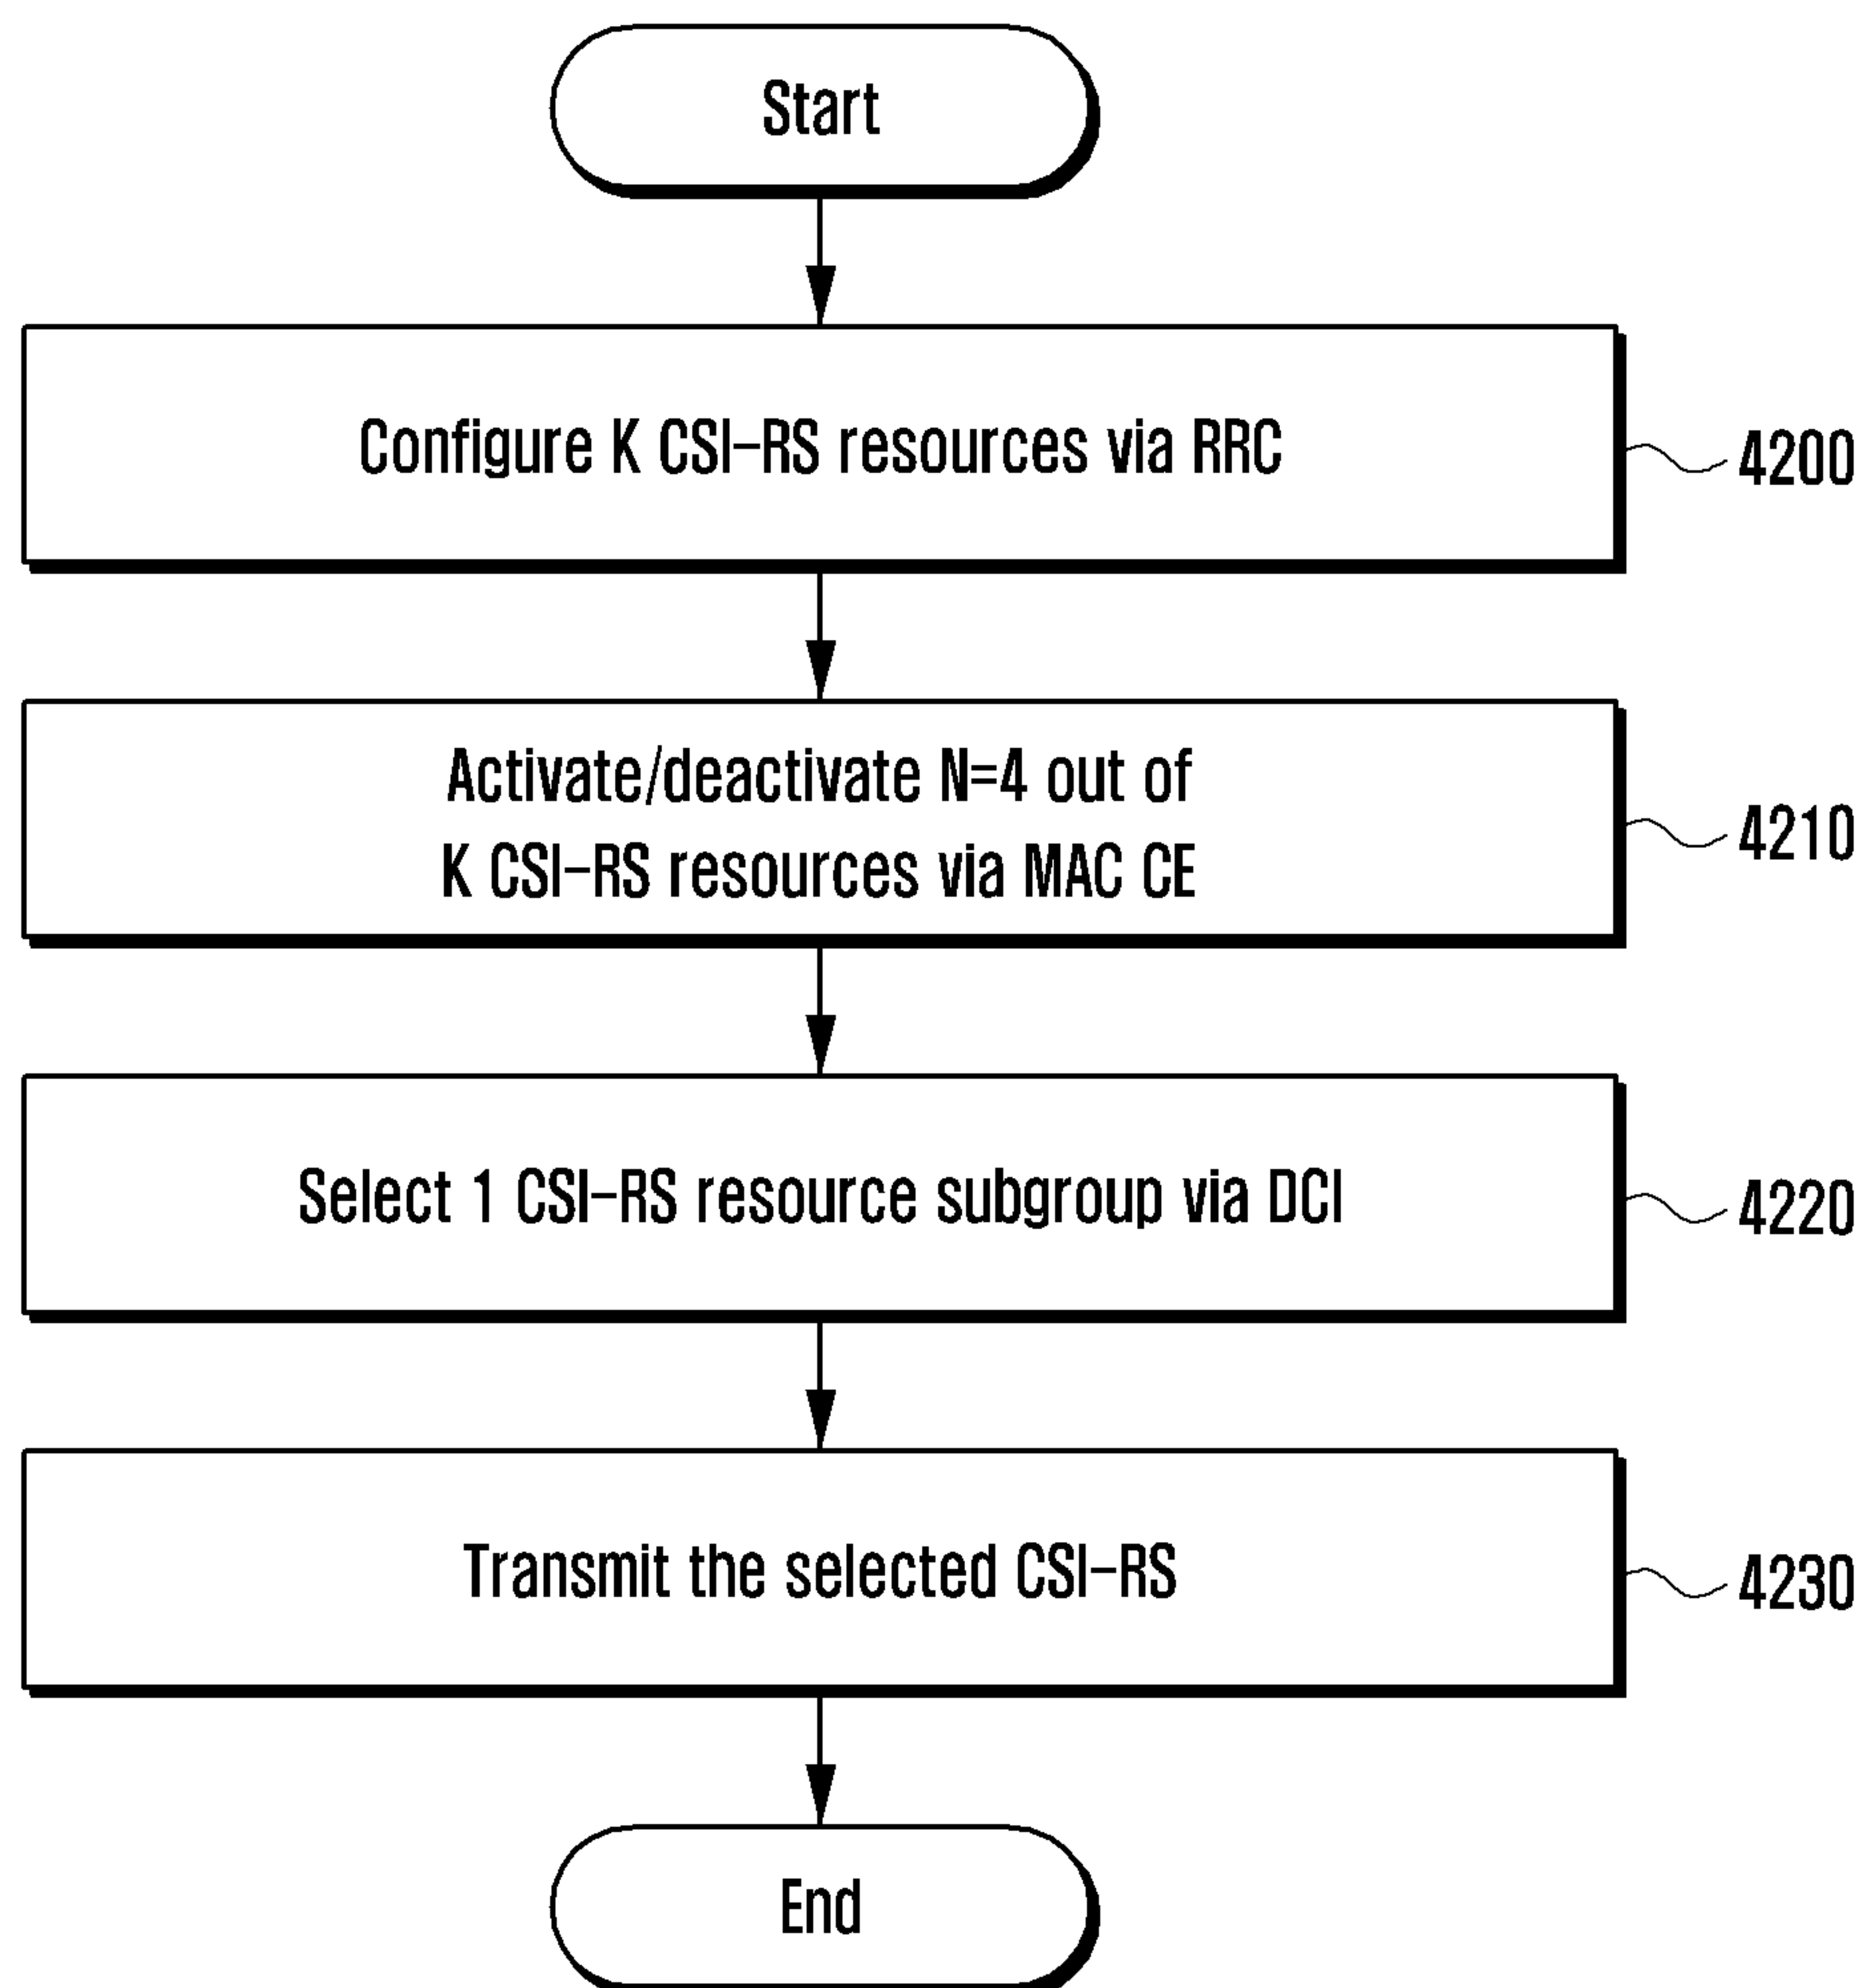 Start
Configure K CSI-RS resources via RRC
4200
Activate/deactivate N=4 out of
K CSI-RS resources via MAC CE
4210
Select 1 CSI-RS resource subgroup via DCI
4220
Transmit the selected CSI-RS
4230
End